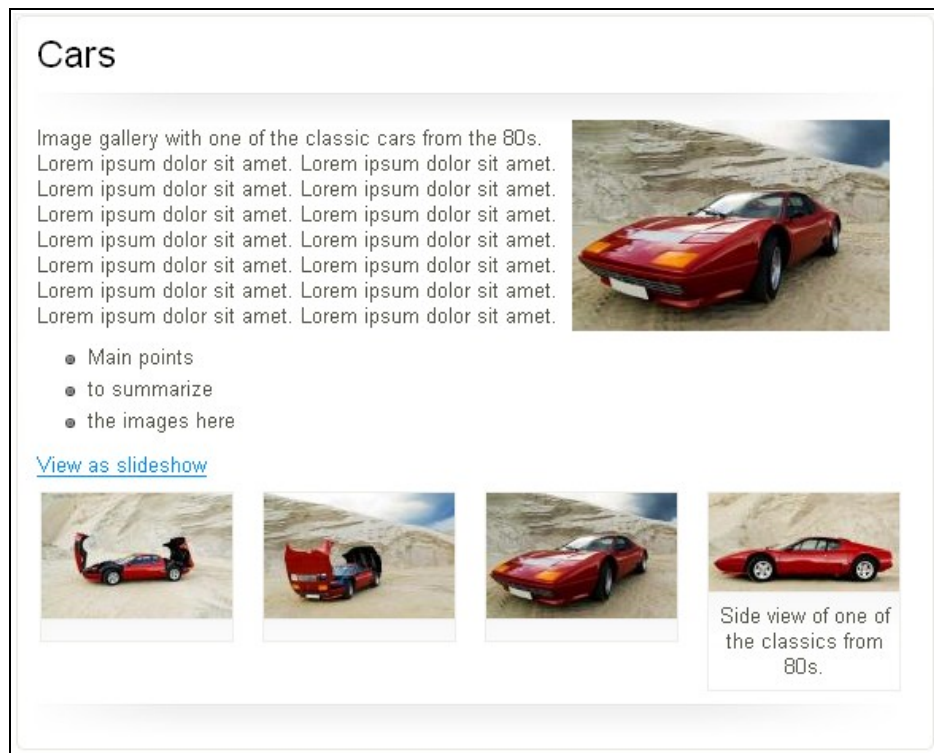 Cars
Image gallery with one of the classic cars from the 80s.
Lorem ipsum dolor sit amet. Lorem ipsum dolor sit amet.
Lorem ipsum dolor sit amet. Lorem ipsum dolor sit amet.
Lorem ipsum dolor sit amet. Lorem ipsum dolor sit amet.
Lorem ipsum dolor sit amet. Lorem ipsum dolor sit amet.
Lorem ipsum dolor sit amet. Lorem ipsum dolor sit amet.
Lorem ipsum dolor sit amet. Lorem ipsum dolor sit amet.
Lorem ipsum dolor sit amet. Lorem ipsum dolor sit amet.
Main points
to summarize
the images here
View as slideshow
Side view of one of
the classics from
80s.